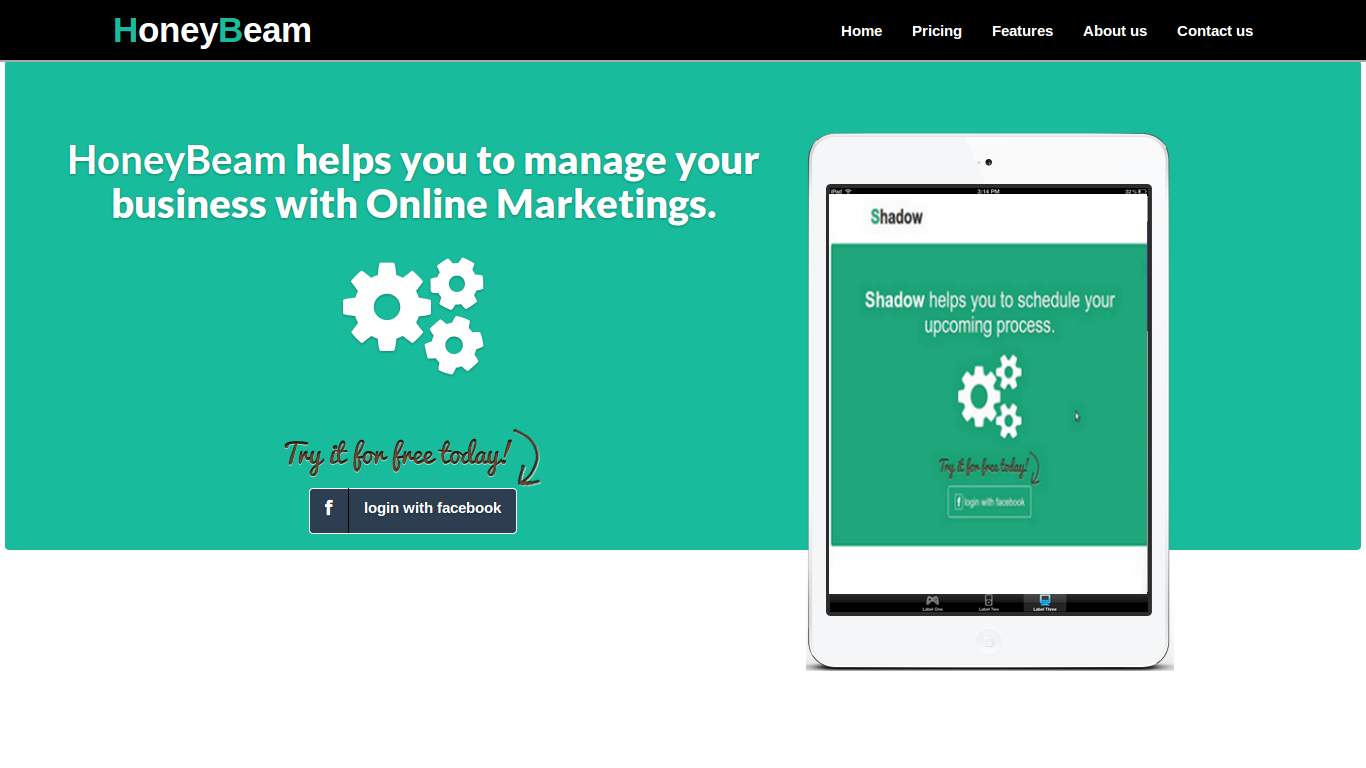 HoneyBeam
Home Pricing Features About us Contact us
HoneyBeam helps you to manage your
business with Online Marketings.
Try it for free today!
f login with facebook
iPad 3:14 PM 32 %
Shadow
Shadow helps you to schedule your
upcoming process.
Try it for free today!
f login with facebook
Label One Label Two Label Three